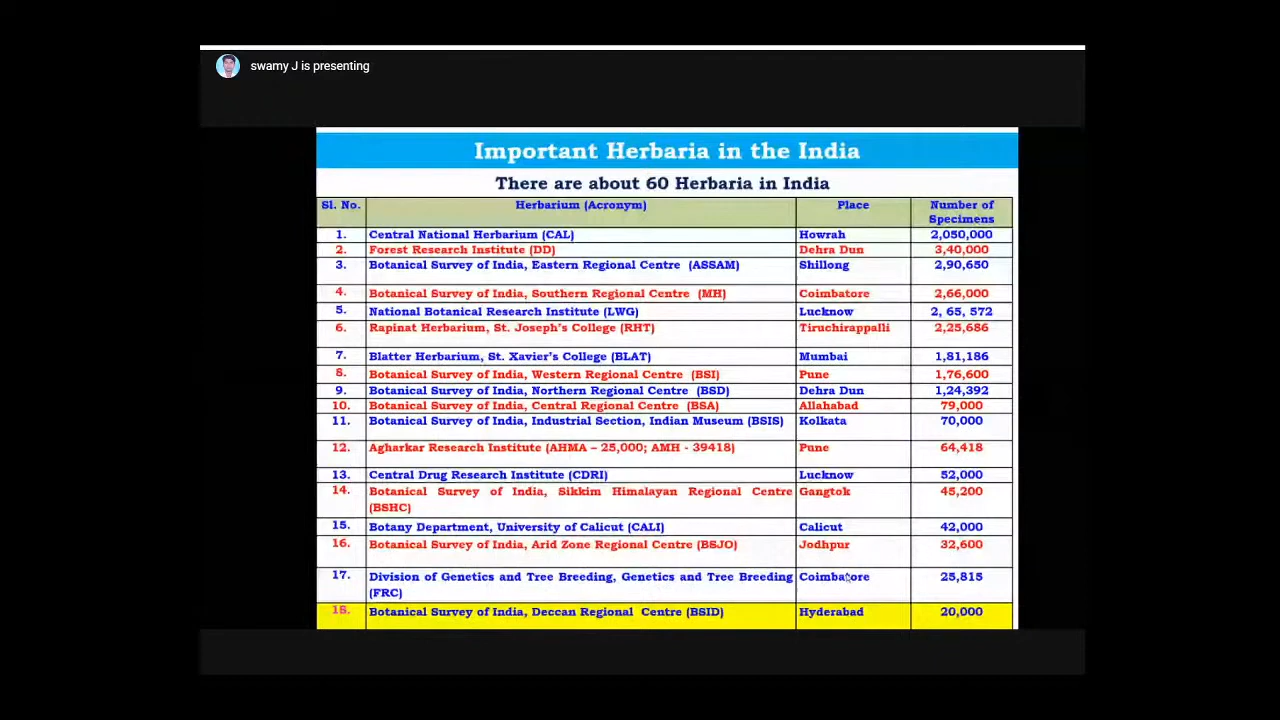 swamy J is presenting
Important Herbaria in the India
There are about 60 Herbaria in India
Sl. No. Herbarium (Acronym) Place Number of
Specimens
1. Central National Herbarium (CAL) Howrah 2,050,000
2. Forest Research Institute (DD) Dehra Dun 3,40,000
3. Botanical Survey of India, Eastern Regional Centre (ASSAM) Shillong 2,90,650
4. Botanical Survey of India, Southern Regional Centre (MH) Coimbatore 2,66,000
5. National Botanical Research Institute (LWG) Lucknow 2, 65, 572
6. Rapinat Herbarium, St. Joseph's College (RHT) Tiruchirappalli 2,25,686
7. Blatter Herbarium, St. Xavier's College (BLAT) Mumbai 1,81,186
8. Botanical Survey of India, Western Regional Centre (BSI) Pune 1,76,600
9. Botanical Survey of India, Northern Regional Centre (BSD) Dehra Dun 1,24,392
10. Botanical Survey of India, Central Regional Centre (BSA) Allahabad 79,000
11. Botanical Survey of India, Industrial Section, Indian Museum (BSIS) Kolkata 70,000
12. Agharkar Research Institute (AHMA – 25,000; AMH - 39418) Pune 64,418
13. Central Drug Research Institute (CDRI) Lucknow 52,000
14. Botanical Survey of India, Sikkim Himalayan Regional Centre Gangtok 45,200
(BSHC)
15. Botany Department, University of Calicut (CALI) Calicut 42,000
16. Botanical Survey of India, Arid Zone Regional Centre (BSJO) Jodhpur 32,600
17. Division of Genetics and Tree Breeding, Genetics and Tree Breeding Coimbatore 25,815
(FRC)
18. Botanical Survey of India, Deccan Regional Centre (BSID) Hyderabad 20,000